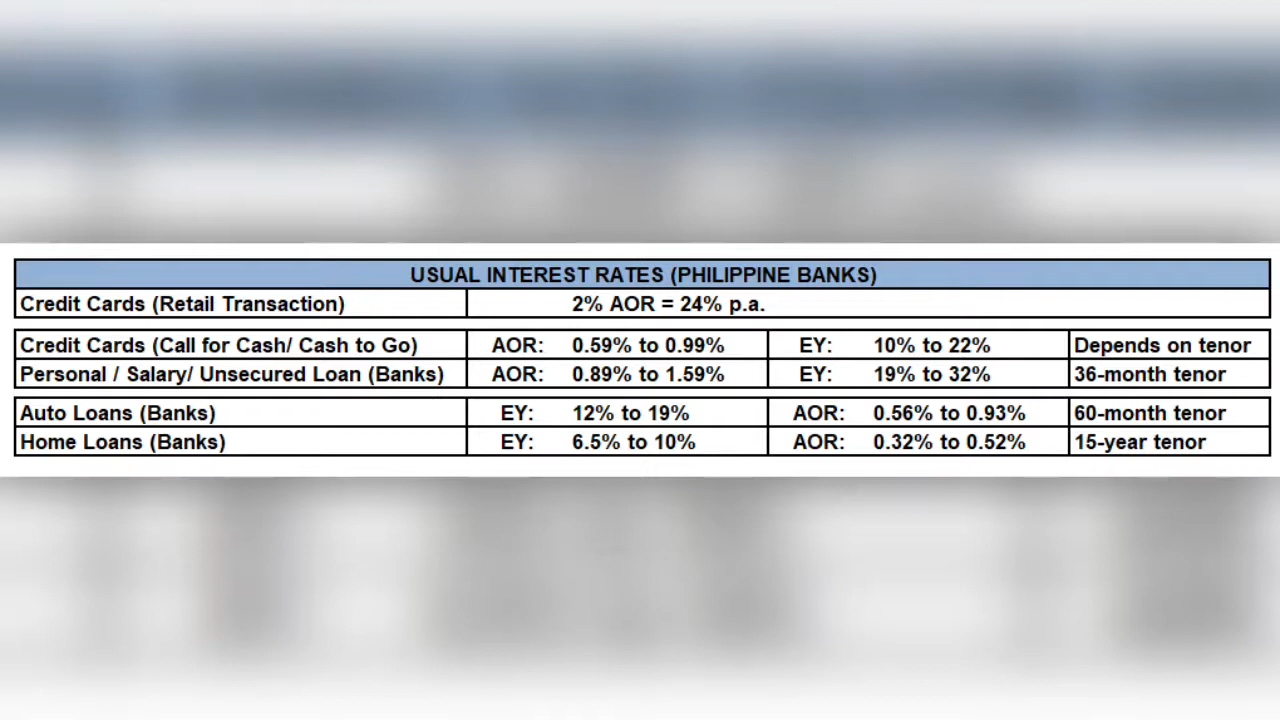 USUAL INTEREST RATES (PHILIPPINE BANKS)
Credit Cards (Retail Transaction) 2% AOR = 24% p.a.
Credit Cards (Call for Cash/ Cash to Go) AOR: 0.59% to 0.99% EY: 10% to 22% Depends on tenor
Personal / Salary/ Unsecured Loan (Banks) AOR: 0.89% to 1.59% EY: 19% to 32% 36-month tenor
Auto Loans (Banks) EY: 12% to 19% AOR: 0.56% to 0.93% 60-month tenor
Home Loans (Banks) EY: 6.5% to 10% AOR: 0.32% to 0.52% 15-year tenor